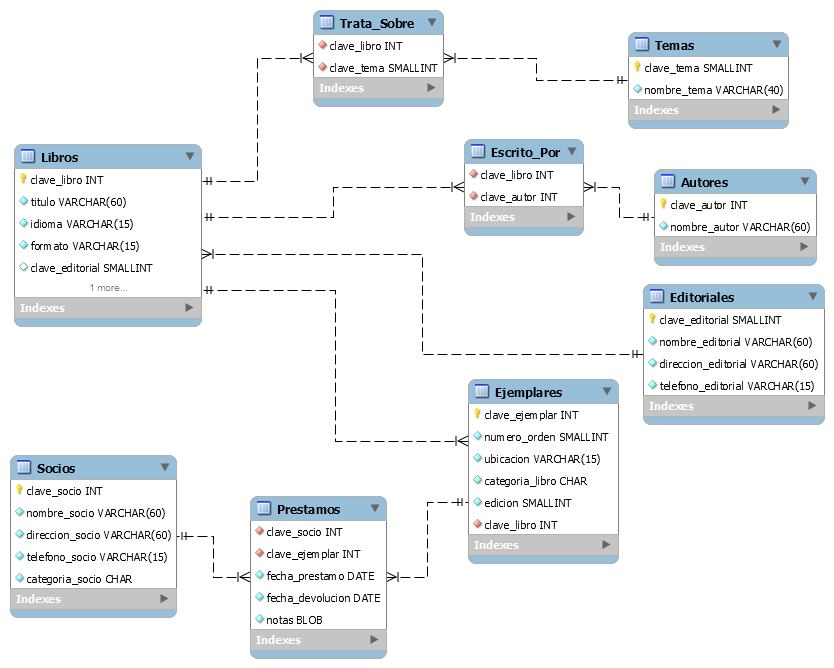 Trata_Sobre
clave_libro INT
clave_tema SMALLINT
Indexes
Temas
clave_tema SMALLINT
nombre_tema VARCHAR(40)
Indexes
Libros
clave_libro INT
titulo VARCHAR(60)
idioma VARCHAR(15)
formato VARCHAR(15)
clave_editorial SMALLINT
1 more...
Indexes
Escrito_Por
clave_libro INT
clave_autor INT
Indexes
Autores
clave_autor INT
nombre_autor VARCHAR(60)
Indexes
Editoriales
clave_editorial SMALLINT
nombre_editorial VARCHAR(60)
direccion_editorial VARCHAR(60)
telefono_editorial VARCHAR(15)
Indexes
Ejemplares
clave_ejemplar INT
numero_orden SMALLINT
ubicacion VARCHAR(15)
categoria_libro CHAR
edicion SMALLINT
clave_libro INT
Indexes
Socios
clave_socio INT
nombre_socio VARCHAR(60)
direccion_socio VARCHAR(60)
telefono_socio VARCHAR(15)
categoria_socio CHAR
Indexes
Prestamos
clave_socio INT
clave_ejemplar INT
fecha_prestamo DATE
fecha_devolucion DATE
notas BLOB
Indexes